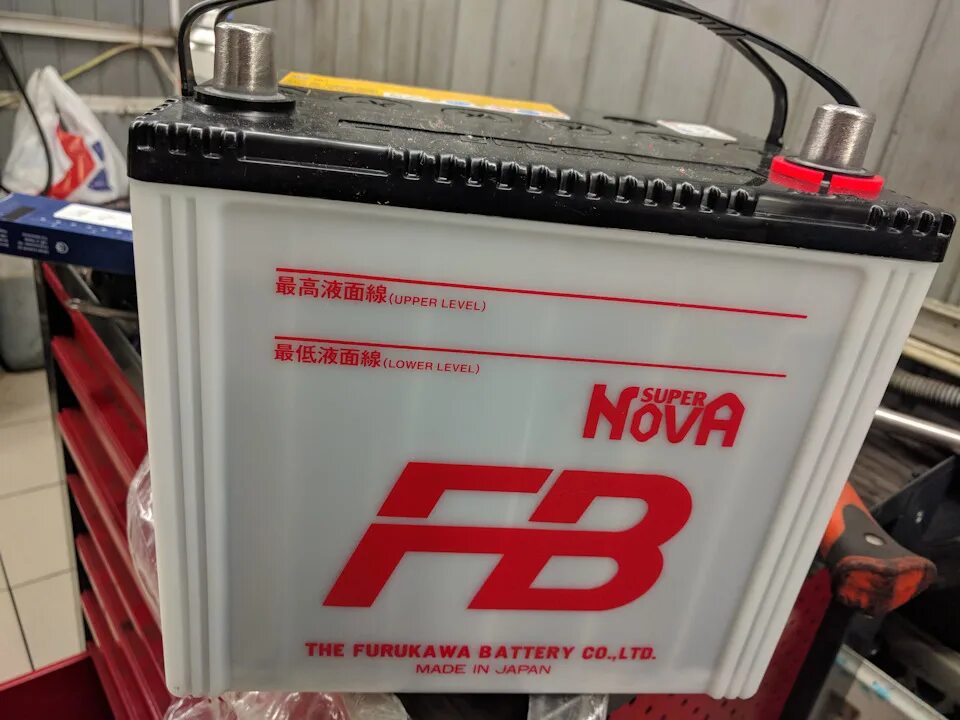 最高液面線(UPPER LEVEL)
最低液面線(LOWER LEVEL)
SUPER
NOVA
FB
THE FURUKAWA BATTERY CO.,LTD.
MADE IN JAPAN